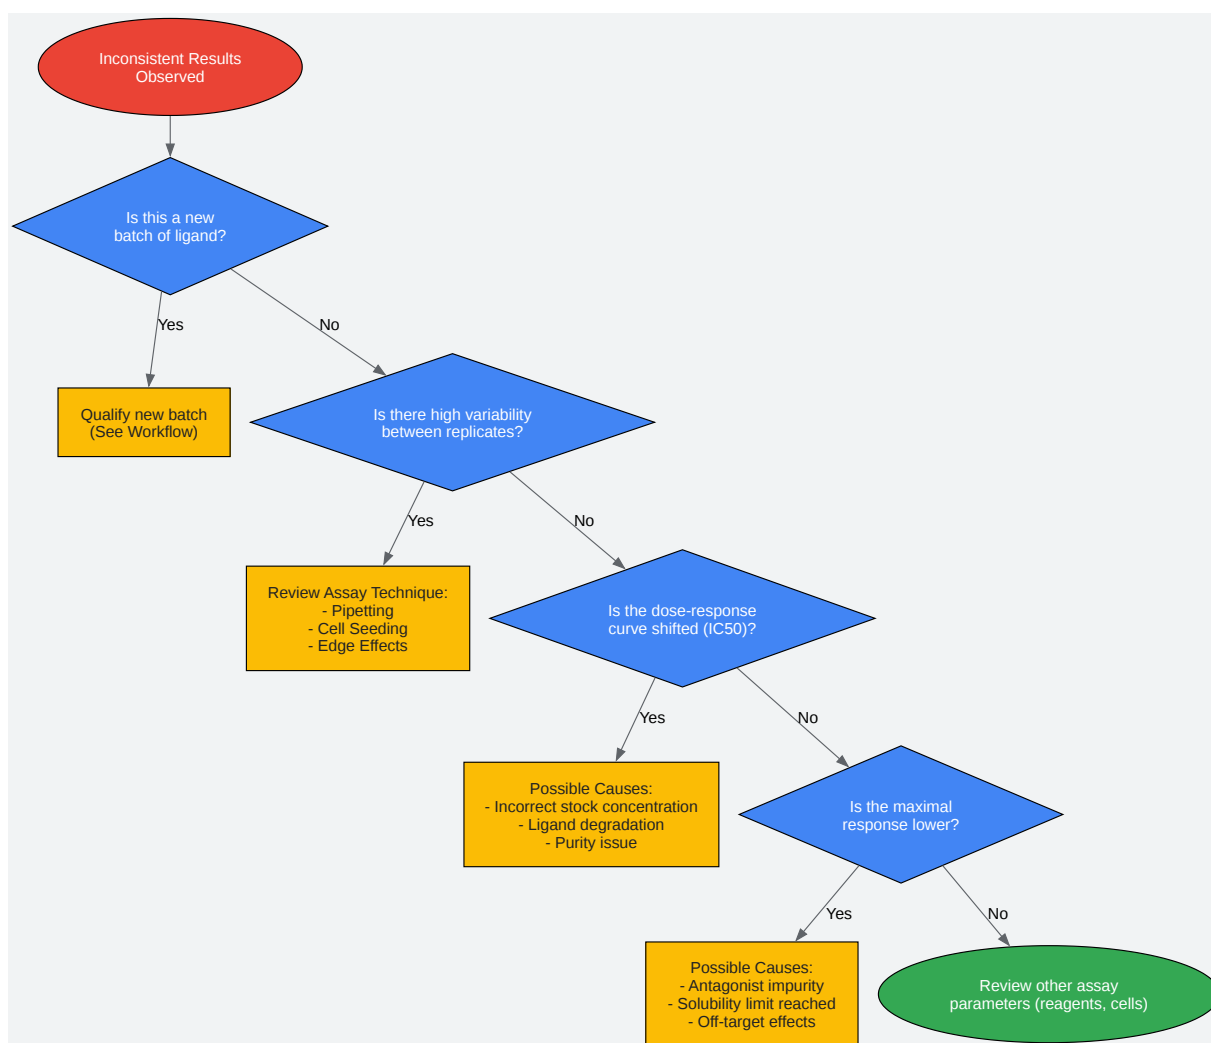 Inconsistent Results
Observed
Is this a new
batch of ligand?
Yes
No
Qualify new batch
(See Workflow)
Is there high variability
between replicates?
Yes
No
Review Assay Technique:
- Pipetting
- Cell Seeding
- Edge Effects
Is the dose-response
curve shifted (IC50)?
Yes
No
Possible Causes:
- Incorrect stock concentration
- Ligand degradation
- Purity issue
Is the maximal
response lower?
Yes
No
Possible Causes:
- Antagonist impurity
- Solubility limit reached
- Off-target effects
Review other assay
parameters (reagents, cells)